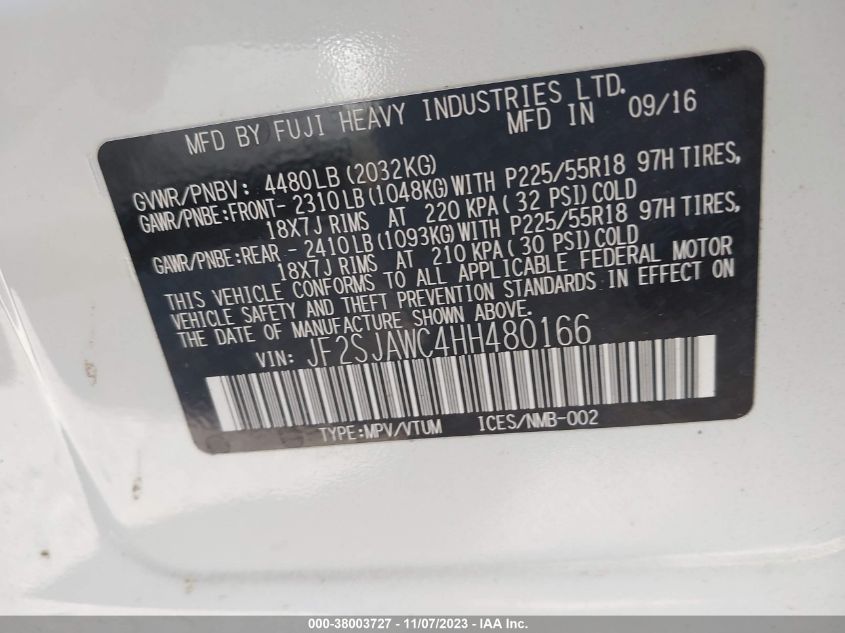 MFD BY FUJI HEAVY INDUSTRIES LTD.
MFD IN 09/16
GVWR/PNBV: 4480LB(2032KG)
GAWR/PNBE:FRONT- 2310LB(1048KG)WITH P225/55R18 97H TIRES,
18X7J RIMS AT 220 KPA(32 PSI)COLD
GAWR/PNBE:REAR - 2410LB(1093KG)WITH P225/55R18 97H TIRES,
18X7J RIMS AT 210 KPA(30 PSI)COLD
THIS VEHICLE CONFORMS TO ALL APPLICABLE FEDERAL MOTOR
VEHICLE SAFETY AND THEFT PREVENTION STANDARDS IN EFFECT ON
THE DATE OF MANUFACTURE SHOWN ABOVE.
VIN: JF2SJAWC4HH480166
TYPE:MPV/VTUM ICES/NMB-002
000-38003727 - 11/07/2023 - IAA Inc.